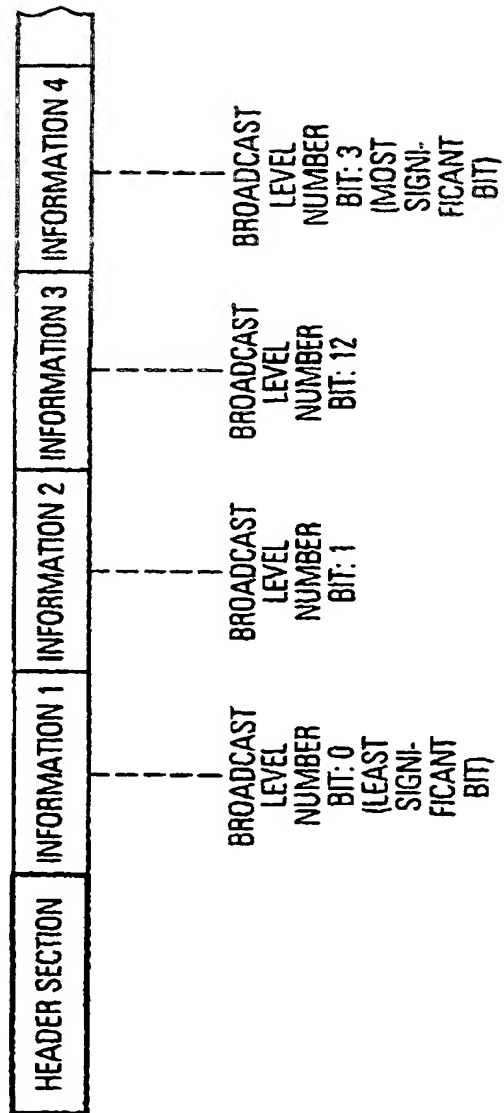 HEADER SECTION
INFORMATION 1
INFORMATION 2
INFORMATION 3
INFORMATION 4
BROADCAST
LEVEL
NUMBER
BIT: 0
(LEAST
SIGNI-
FICANT
BIT)
BROADCAST
LEVEL
NUMBER
BIT: 1
BROADCAST
LEVEL
NUMBER
BIT: 12
BROADCAST
LEVEL
NUMBER
BIT: 3
(MOST
SIGNI-
FICANT
BIT)